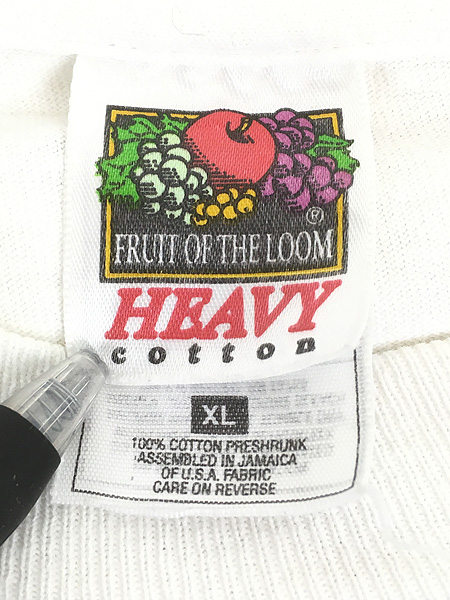 ®
FRUIT OF THE LOOM
HEAVY
cotton
XL
100% COTTON PRESHRUNK
ASSEMBLED IN JAMAICA
OF U.S.A. FABRIC
CARE ON REVERSE